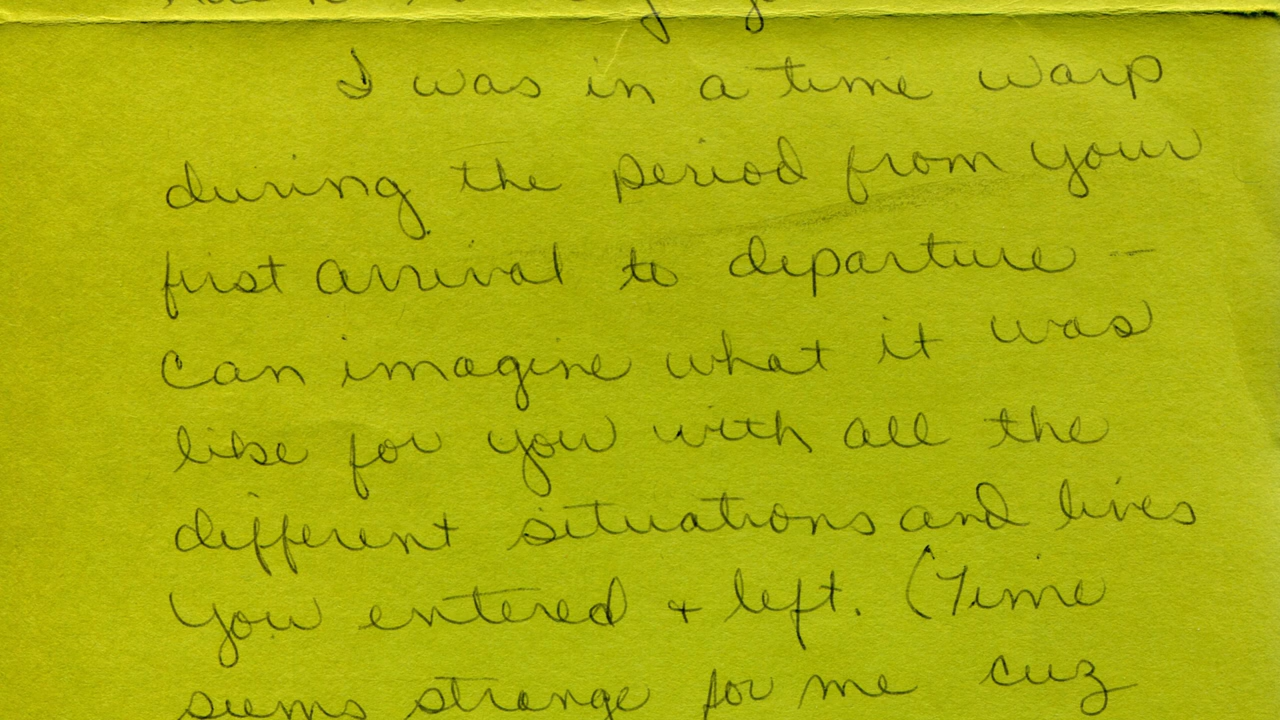 I was in a time warp
during the period from your
first arrival to departure --
Can imagine what it was
like for you with all the
different situations and lives
you entered + left. (Time
seems strange for me cuz